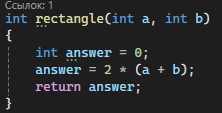 Ссылок: 1
int rectangle(int a, int b)
{
    int answer = 0;
    answer = 2 * (a + b);
    return answer;
}